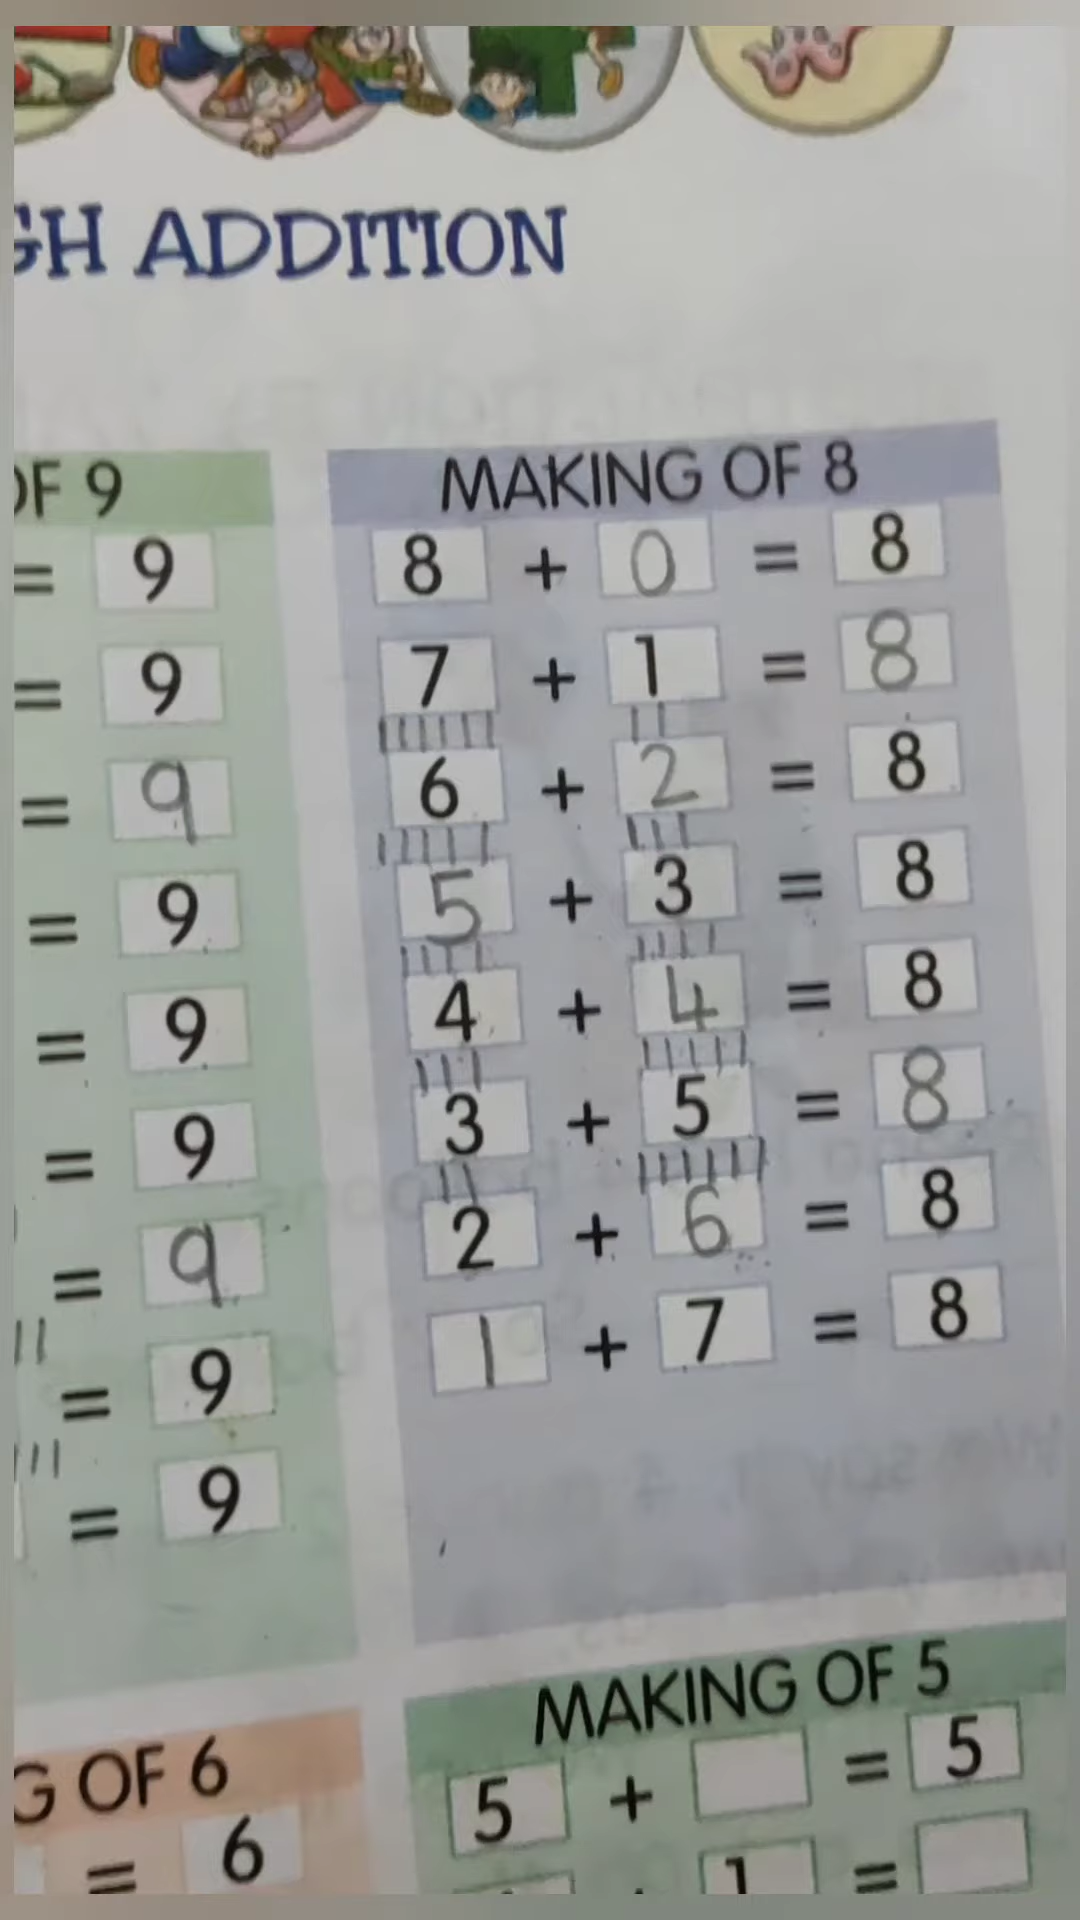 GH ADDITION
OF 9
= 9
= 9
= 9
= 9
= 9
= 9
= 9
= 9
= 9
MAKING OF 8
8 + 0 = 8
7 + 1 = 8
6 + 2 = 8
5 + 3 = 8
4 + 4 = 8
3 + 5 = 8
2 + 6 = 8
1 + 7 = 8
G OF 6
= 6
MAKING OF 5
5 + = 5
1 =